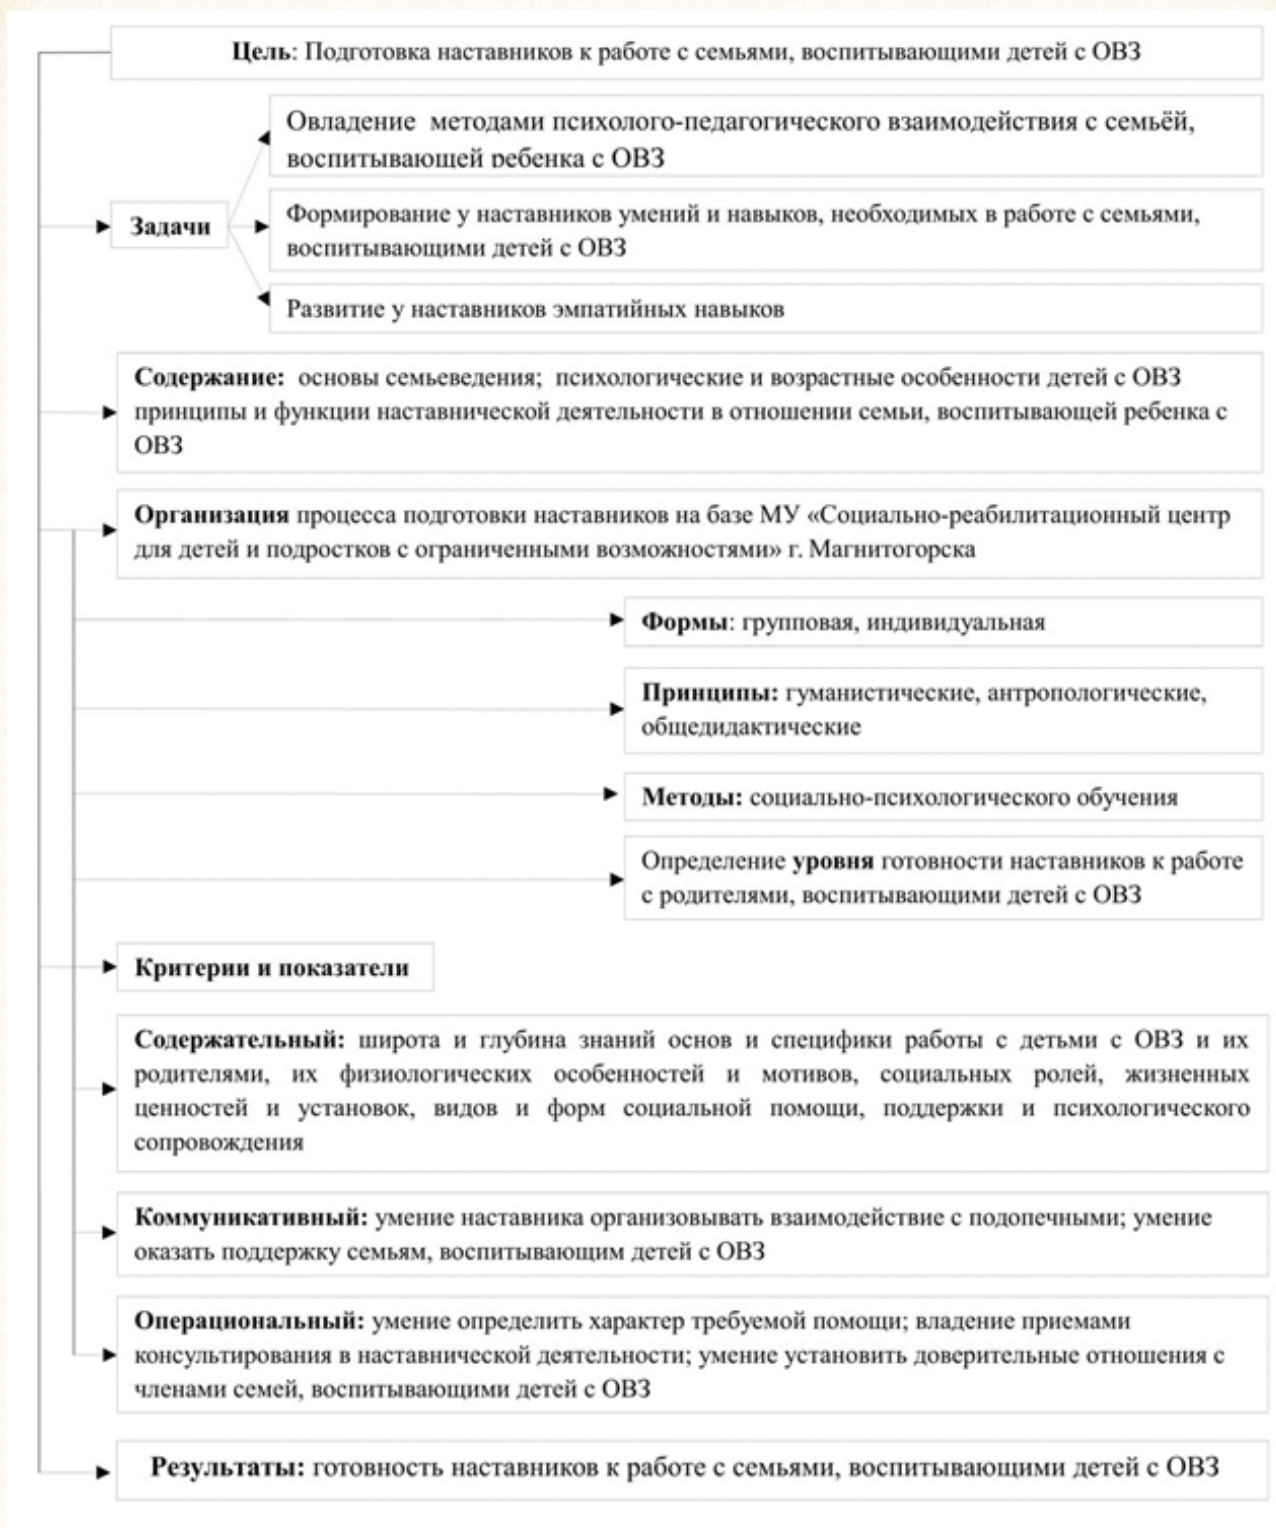 Цель: Подготовка наставников к работе с семьями, воспитывающими детей с ОВЗ
Овладение методами психолого-педагогического взаимодействия с семьёй,
воспитывающей ребенка с ОВЗ
Задачи
Формирование у наставников умений и навыков, необходимых в работе с семьями,
воспитывающими детей с ОВЗ
Развитие у наставников эмпатийных навыков
Содержание: основы семьеведения; психологические и возрастные особенности детей с ОВЗ
принципы и функции наставнической деятельности в отношении семьи, воспитывающей ребенка с
ОВЗ
Организация процесса подготовки наставников на базе МУ «Социально-реабилитационный центр
для детей и подростков с ограниченными возможностями» г. Магнитогорска
Формы: групповая, индивидуальная
Принципы: гуманистические, антропологические,
общедидактические
Методы: социально-психологического обучения
Определение уровня готовности наставников к работе
с родителями, воспитывающими детей с ОВЗ
Критерии и показатели
Содержательный: широта и глубина знаний основ и специфики работы с детьми с ОВЗ и их
родителями, их физиологических особенностей и мотивов, социальных ролей, жизненных
ценностей и установок, видов и форм социальной помощи, поддержки и психологического
сопровождения
Коммуникативный: умение наставника организовывать взаимодействие с подопечными; умение
оказать поддержку семьям, воспитывающим детей с ОВЗ
Операциональный: умение определить характер требуемой помощи; владение приемами
консультирования в наставнической деятельности; умение установить доверительные отношения с
членами семей, воспитывающими детей с ОВЗ
Результаты: готовность наставников к работе с семьями, воспитывающими детей с ОВЗ